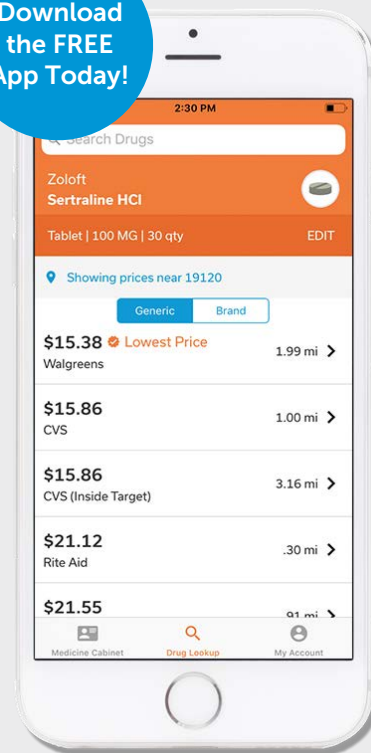 Download
the FREE
App Today!
2:30 PM
Search Drugs
Zoloft
Sertraline HCl
Tablet | 100 MG | 30 qty
EDIT
Showing prices near 19120
Generic
Brand
$15.38 Lowest Price
Walgreens
1.99 mi
$15.86
CVS
1.00 mi
$15.86
CVS (Inside Target)
3.16 mi
$21.12
Rite Aid
.30 mi
$21.55
.91 mi
Medicine Cabinet
Drug Lookup
My Account